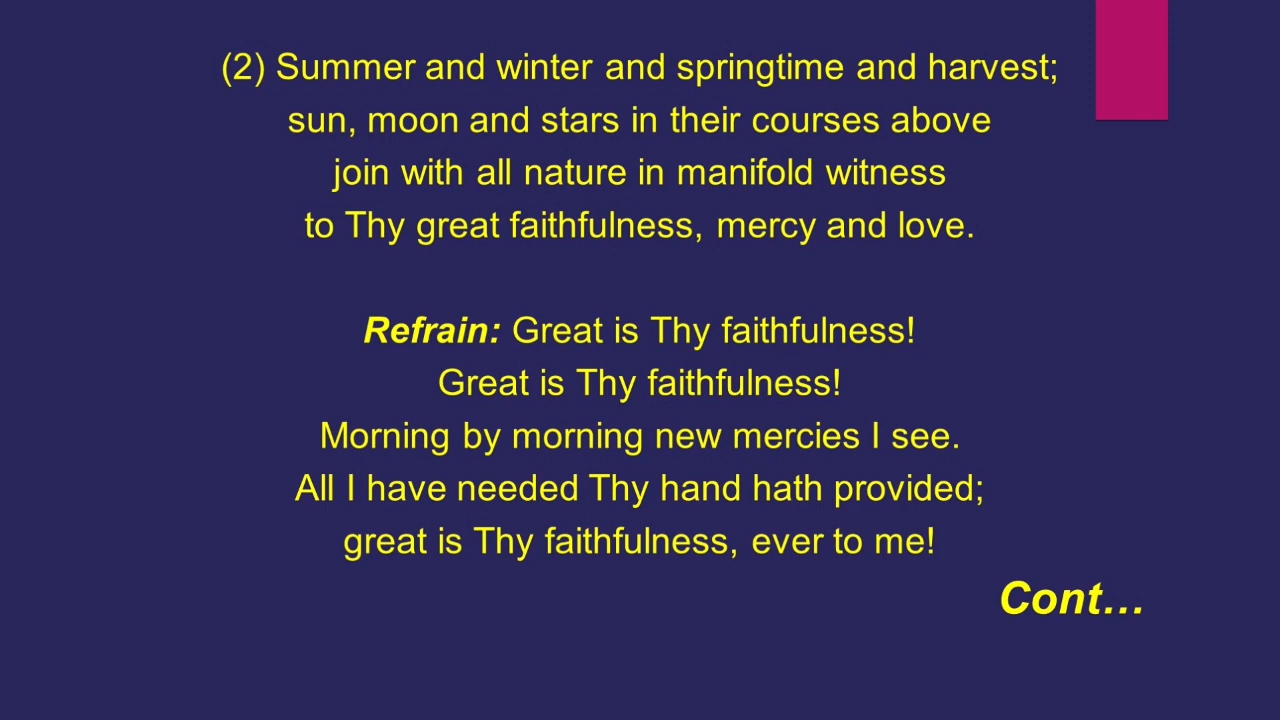 (2) Summer and winter and springtime and harvest;
sun, moon and stars in their courses above
join with all nature in manifold witness
to Thy great faithfulness, mercy and love.
Refrain: Great is Thy faithfulness!
Great is Thy faithfulness!
Morning by morning new mercies I see.
All I have needed Thy hand hath provided;
great is Thy faithfulness, ever to me!
Cont…